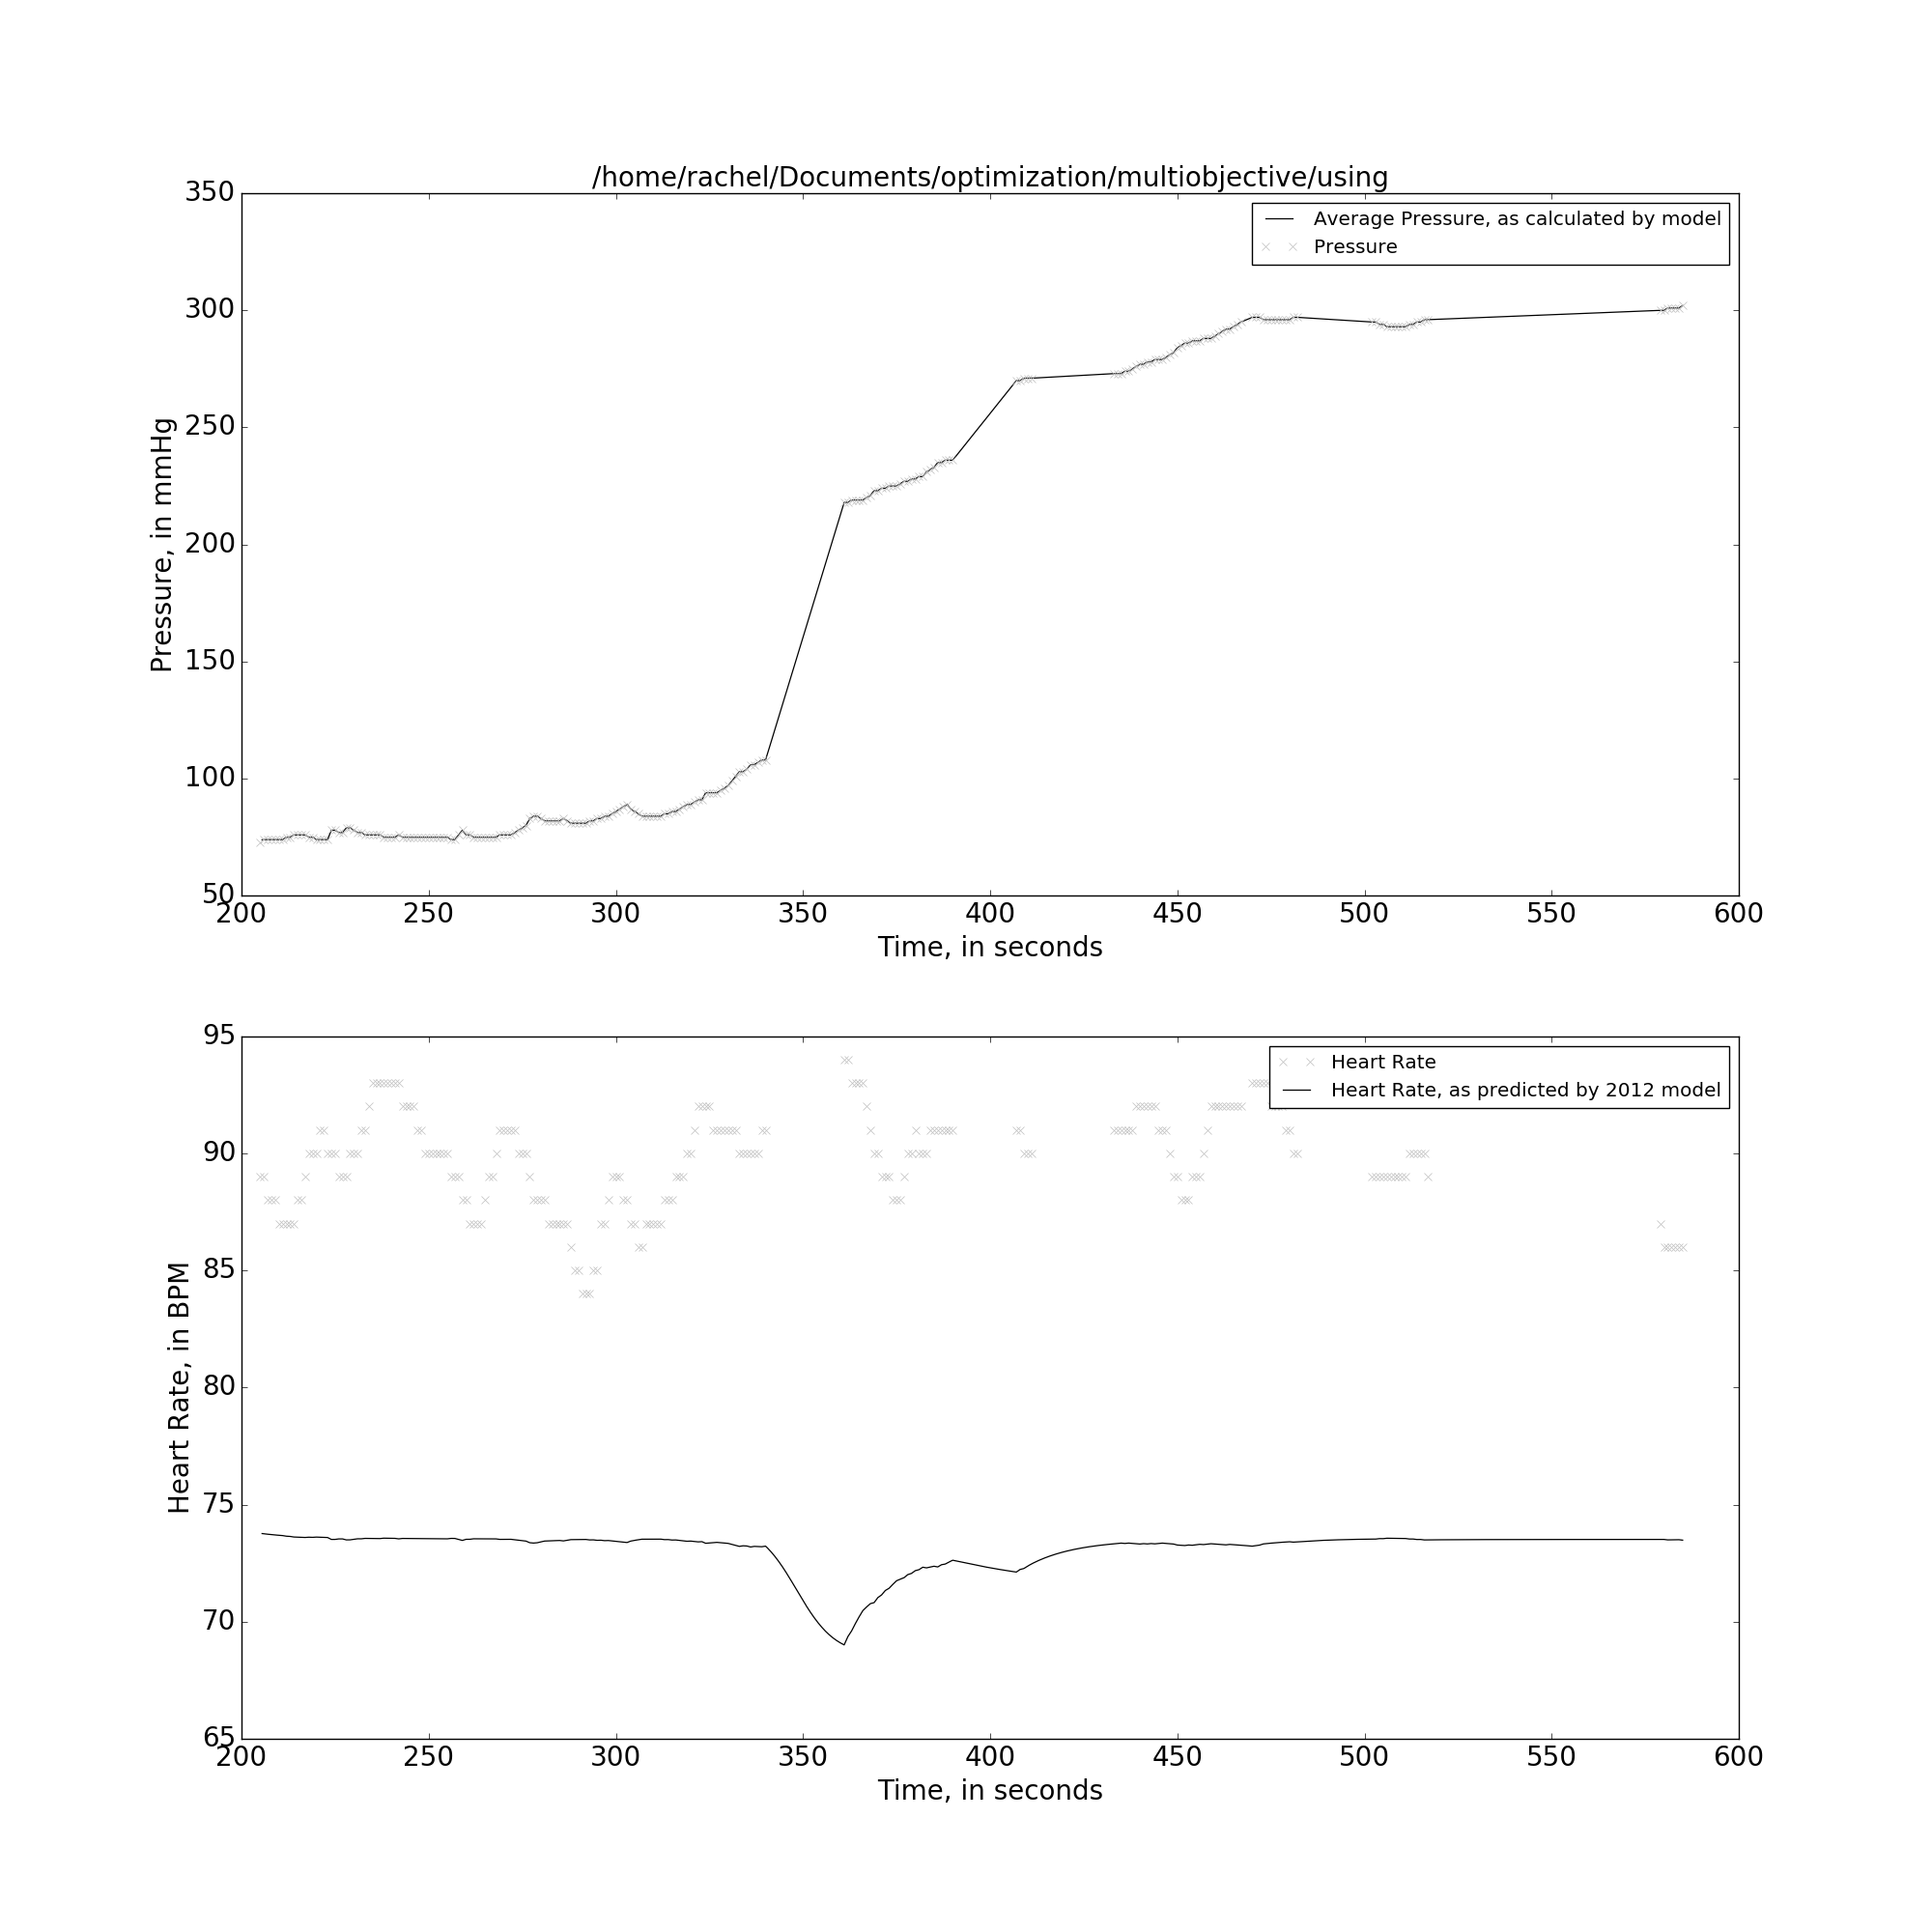 /home/rachel/Documents/optimization/multiobjective/using
350
300
250
200
150
100
50
Pressure, in mmHg
Average Pressure, as calculated by model
Pressure
200 250 300 350 400 450 500 550 600
Time, in seconds
95
90
85
80
75
70
65
Heart Rate, in BPM
Heart Rate
Heart Rate, as predicted by 2012 model
200 250 300 350 400 450 500 550 600
Time, in seconds